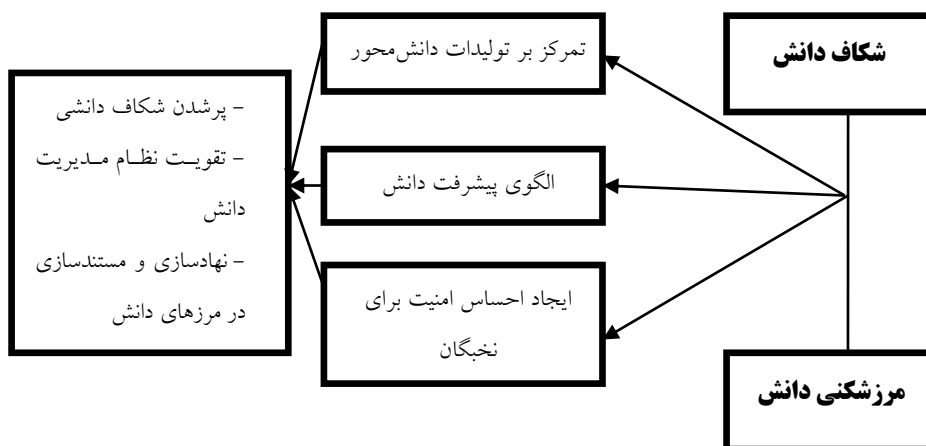 شکاف دانش
مرزشکنی دانش
تمرکز بر تولیدات دانش‌محور
الگوی پیشرفت دانش
ایجاد احساس امنیت برای
نخبگان
- پرشدن شکاف دانشی
- تقویت نظام مدیریت
دانش
- نهادسازی و مستندسازی
در مرزهای دانش